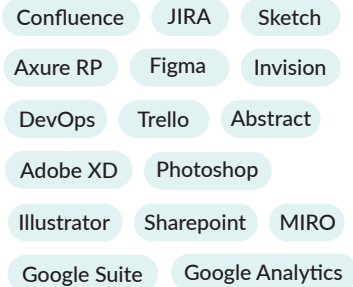 Confluence JIRA Sketch
Axure RP Figma Invision
DevOps Trello Abstract
Adobe XD Photoshop
Illustrator Sharepoint MIRO
Google Suite Google Analytics